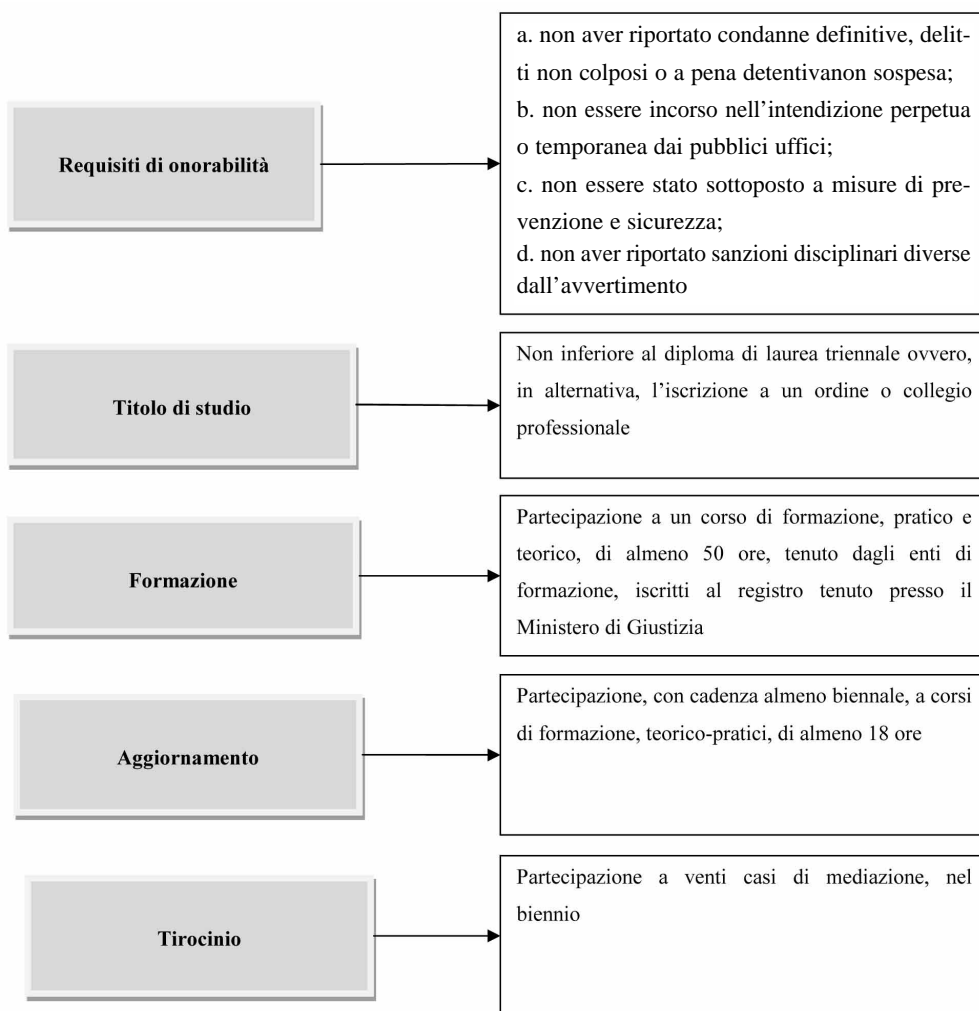 Requisiti di onorabilità
a. non aver riportato condanne definitive, delit-
ti non colposi o a pena detentivanon sospesa;
b. non essere incorso nell’intendizione perpetua
o temporanea dai pubblici uffici;
c. non essere stato sottoposto a misure di pre-
venzione e sicurezza;
d. non aver riportato sanzioni disciplinari diverse
dall’avvertimento
Titolo di studio
Non inferiore al diploma di laurea triennale ovvero,
in alternativa, l’iscrizione a un ordine o collegio
professionale
Formazione
Partecipazione a un corso di formazione, pratico e
teorico, di almeno 50 ore, tenuto dagli enti di
formazione, iscritti al registro tenuto presso il
Ministero di Giustizia
Aggiornamento
Partecipazione, con cadenza almeno biennale, a corsi
di formazione, teorico-pratici, di almeno 18 ore
Tirocinio
Partecipazione a venti casi di mediazione, nel
biennio